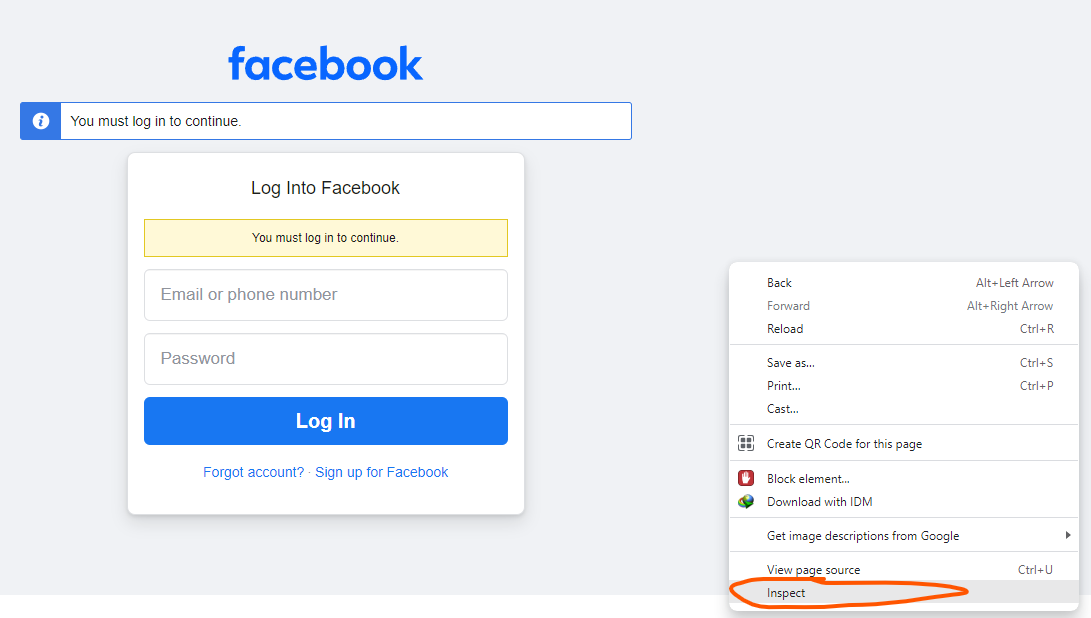 facebook
You must log in to continue.
Log Into Facebook
You must log in to continue.
Email or phone number
Password
Log In
Forgot account? · Sign up for Facebook
Back Alt+Left Arrow
Forward Alt+Right Arrow
Reload Ctrl+R
Save as... Ctrl+S
Print... Ctrl+P
Cast...
Create QR Code for this page
Block element...
Download with IDM
Get image descriptions from Google
View page source Ctrl+U
Inspect